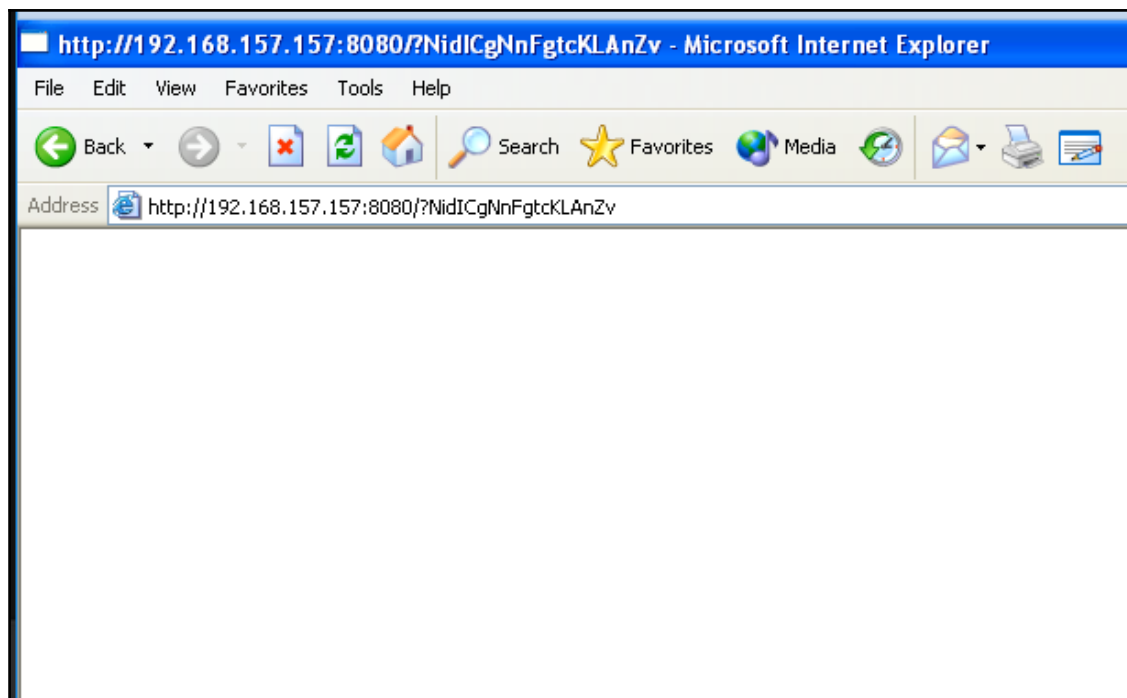 http://192.168.157.157:8080/?NidICgNnFgtcKLAnZv - Microsoft Internet Explorer
File Edit View Favorites Tools Help
Back Search Favorites Media
Address http://192.168.157.157:8080/?NidICgNnFgtcKLAnZv